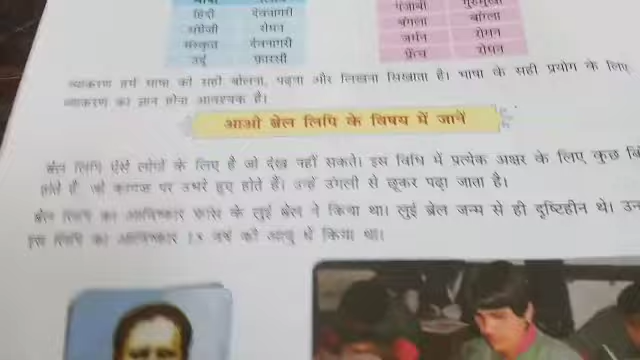 भाषा
हिंदी देवनागरी
अंग्रेजी रोमन
संस्कृत देवनागरी
उर्दू फ़ारसी
पंजाबी गुरुमुखी
बंगला बांग्ला
जर्मन रोमन
फ्रेंच रोमन
व्याकरण हमें भाषा को सही बोलना, पढ़ना और लिखना सिखाता है। भाषा के सही प्रयोग के लिए
व्याकरण का ज्ञान होना आवश्यक है।
आओ ब्रेल लिपि के विषय में जानें
ब्रेल लिपि ऐसे लोगों के लिए है जो देख नहीं सकते। इस विधि में प्रत्येक अक्षर के लिए कुछ
होते हैं जो कागज पर उभरे हुए होते हैं। उन्हें उंगली से छूकर पढ़ा जाता है।
ब्रेल लिपि का आविष्कार फ्रांस के लुई ब्रेल ने किया था। लुई ब्रेल जन्म से ही दृष्टिहीन थे।
इस लिपि का आविष्कार वर्ष की आयु में किया था।